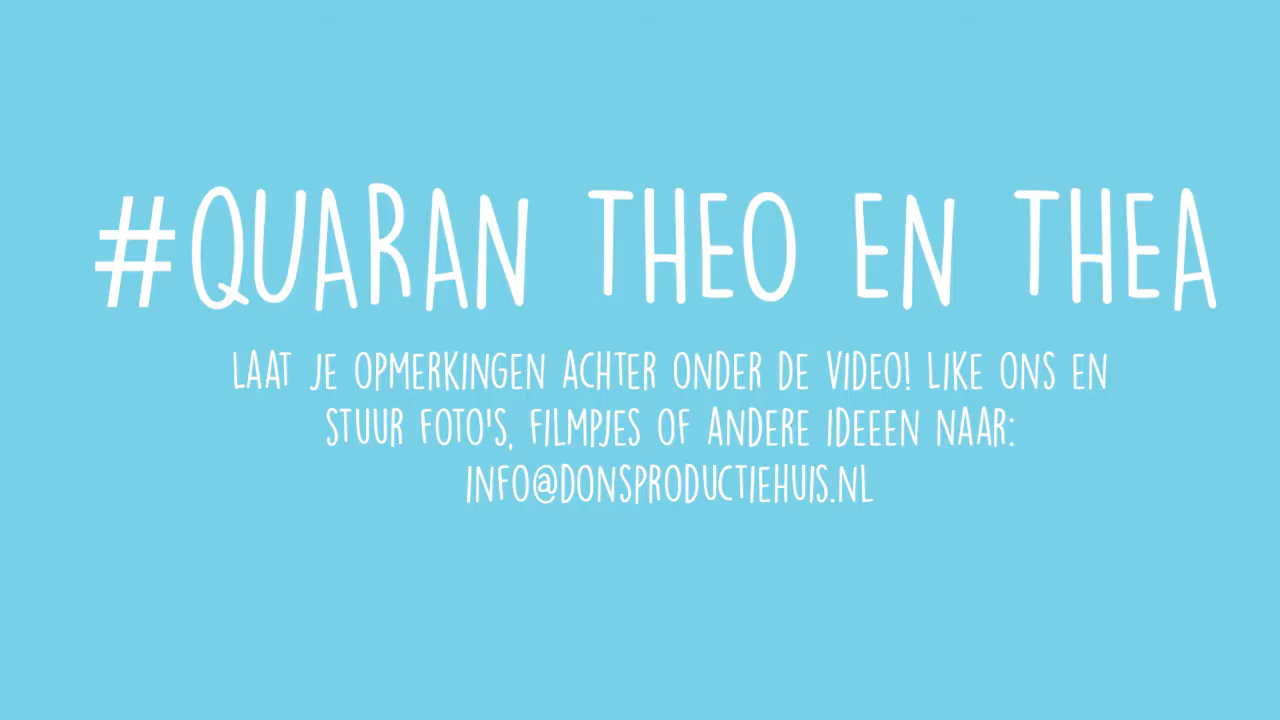 #QUARAN THEO EN THEA
LAAT JE OPMERKINGEN ACHTER ONDER DE VIDEO! LIKE ONS EN
STUUR FOTO'S, FILMPJES OF ANDERE IDEEEN NAAR:
INFO@DONSPRODUCTIEHUIS.NL